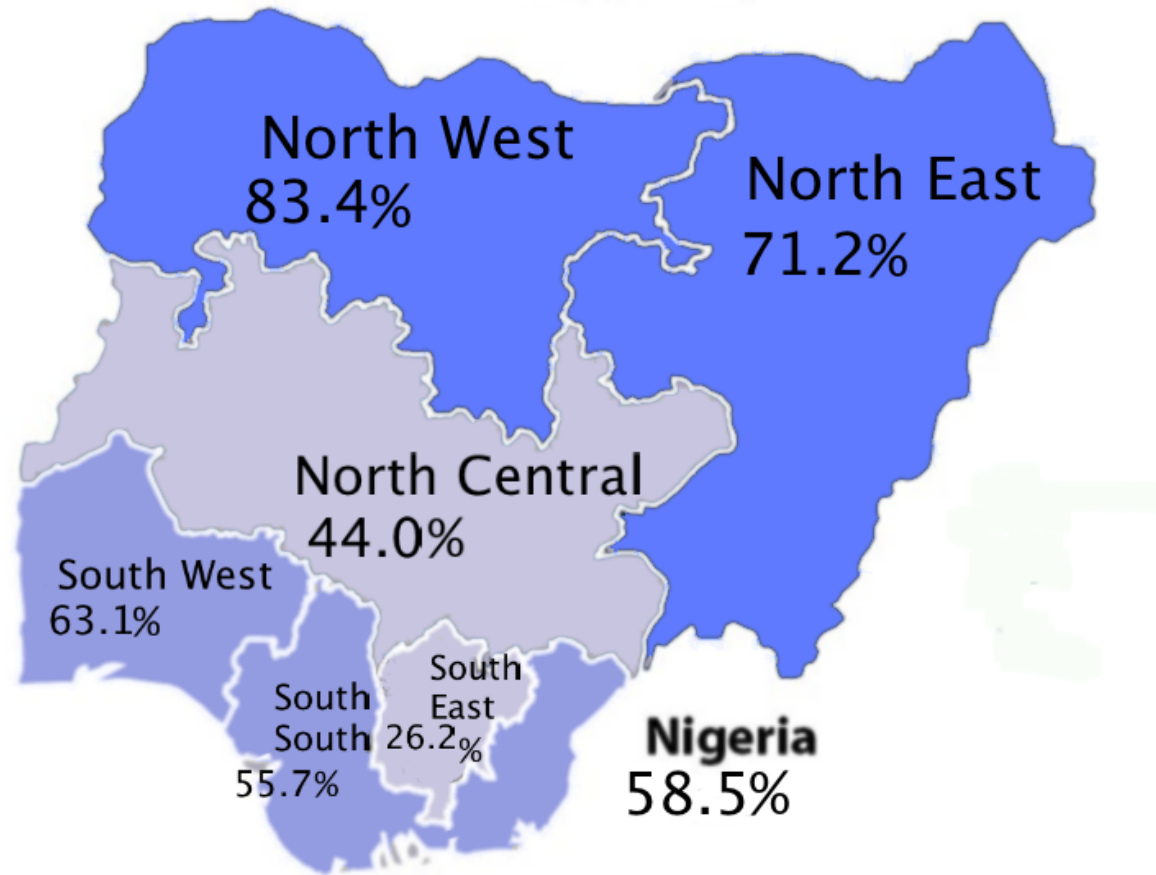 North West
83.4%
North East
71.2%
North Central
44.0%
South West
63.1%
South
East
26.2%
South
South
55.7%
Nigeria
58.5%